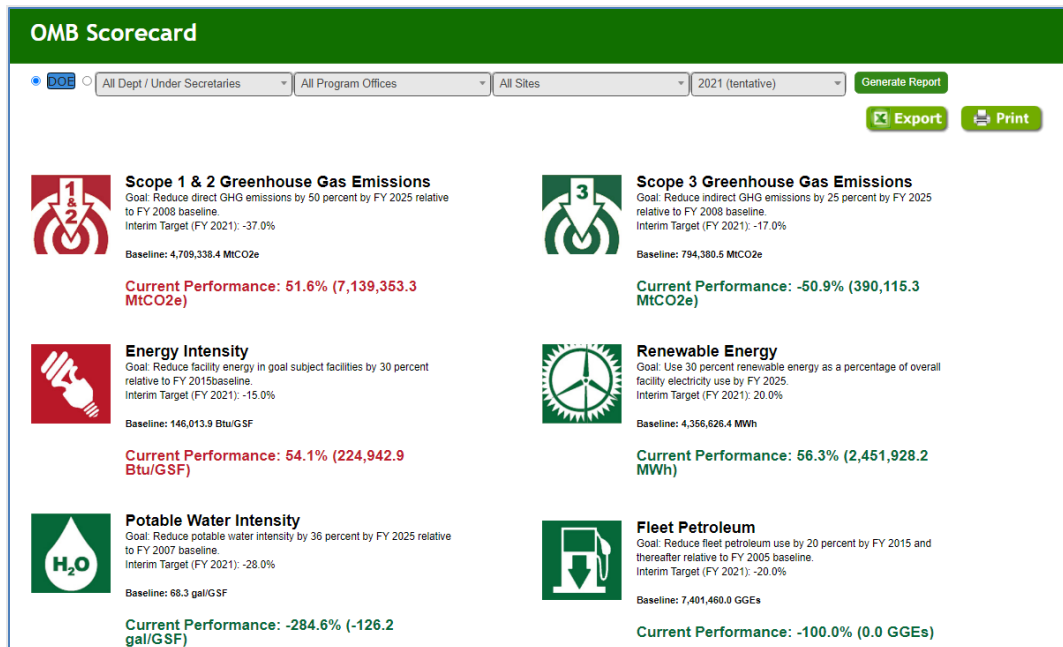 OMB Scorecard
DOE
All Dept / Under Secretaries
All Program Offices
All Sites
2021 (tentative)
Generate Report
Export
Print
1
&
2
Scope 1 & 2 Greenhouse Gas Emissions
Goal: Reduce direct GHG emissions by 50 percent by FY 2025 relative
to FY 2008 baseline.
Interim Target (FY 2021): -37.0%
Baseline: 4,709,338.4 MtCO2e
Current Performance: 51.6% (7,139,353.3
MtCO2e)
3
Scope 3 Greenhouse Gas Emissions
Goal: Reduce indirect GHG emissions by 25 percent by FY 2025
relative to FY 2008 baseline.
Interim Target (FY 2021): -17.0%
Baseline: 794,380.5 MtCO2e
Current Performance: -50.9% (390,115.3
MtCO2e)
Energy Intensity
Goal: Reduce facility energy in goal subject facilities by 30 percent
relative to FY 2015baseline.
Interim Target (FY 2021): -15.0%
Baseline: 146,013.9 Btu/GSF
Current Performance: 54.1% (224,942.9
Btu/GSF)
Renewable Energy
Goal: Use 30 percent renewable energy as a percentage of overall
facility electricity use by FY 2025.
Interim Target (FY 2021): 20.0%
Baseline: 4,356,626.4 MWh
Current Performance: 56.3% (2,451,928.2
MWh)
H2O
Potable Water Intensity
Goal: Reduce potable water intensity by 36 percent by FY 2025 relative
to FY 2007 baseline.
Interim Target (FY 2021): -28.0%
Baseline: 68.3 gal/GSF
Current Performance: -284.6% (-126.2
gal/GSF)
Fleet Petroleum
Goal: Reduce fleet petroleum use by 20 percent by FY 2015 and
thereafter relative to FY 2005 baseline.
Interim Target (FY 2021): -20.0%
Baseline: 7,401,460.0 GGEs
Current Performance: -100.0% (0.0 GGEs)